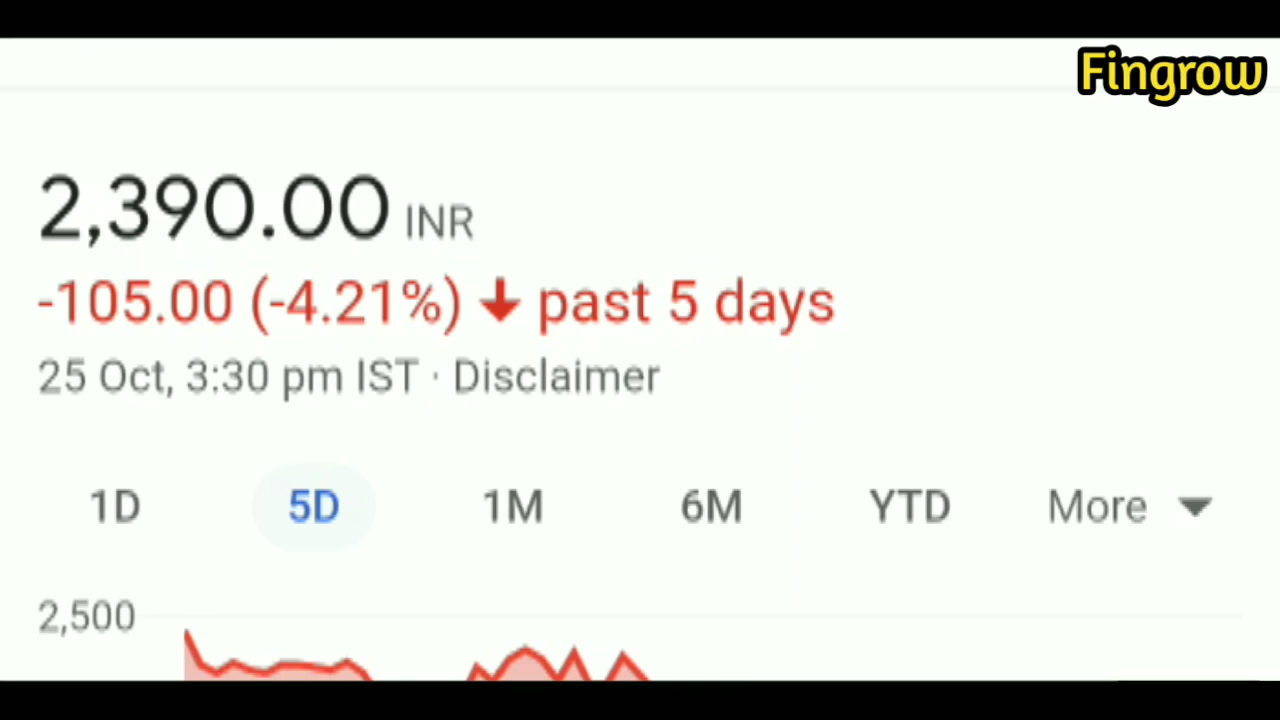 Fingrow
2,390.00 INR
-105.00 (-4.21%) ↓ past 5 days
25 Oct, 3:30 pm IST · Disclaimer
1D 5D 1M 6M YTD More
2,500